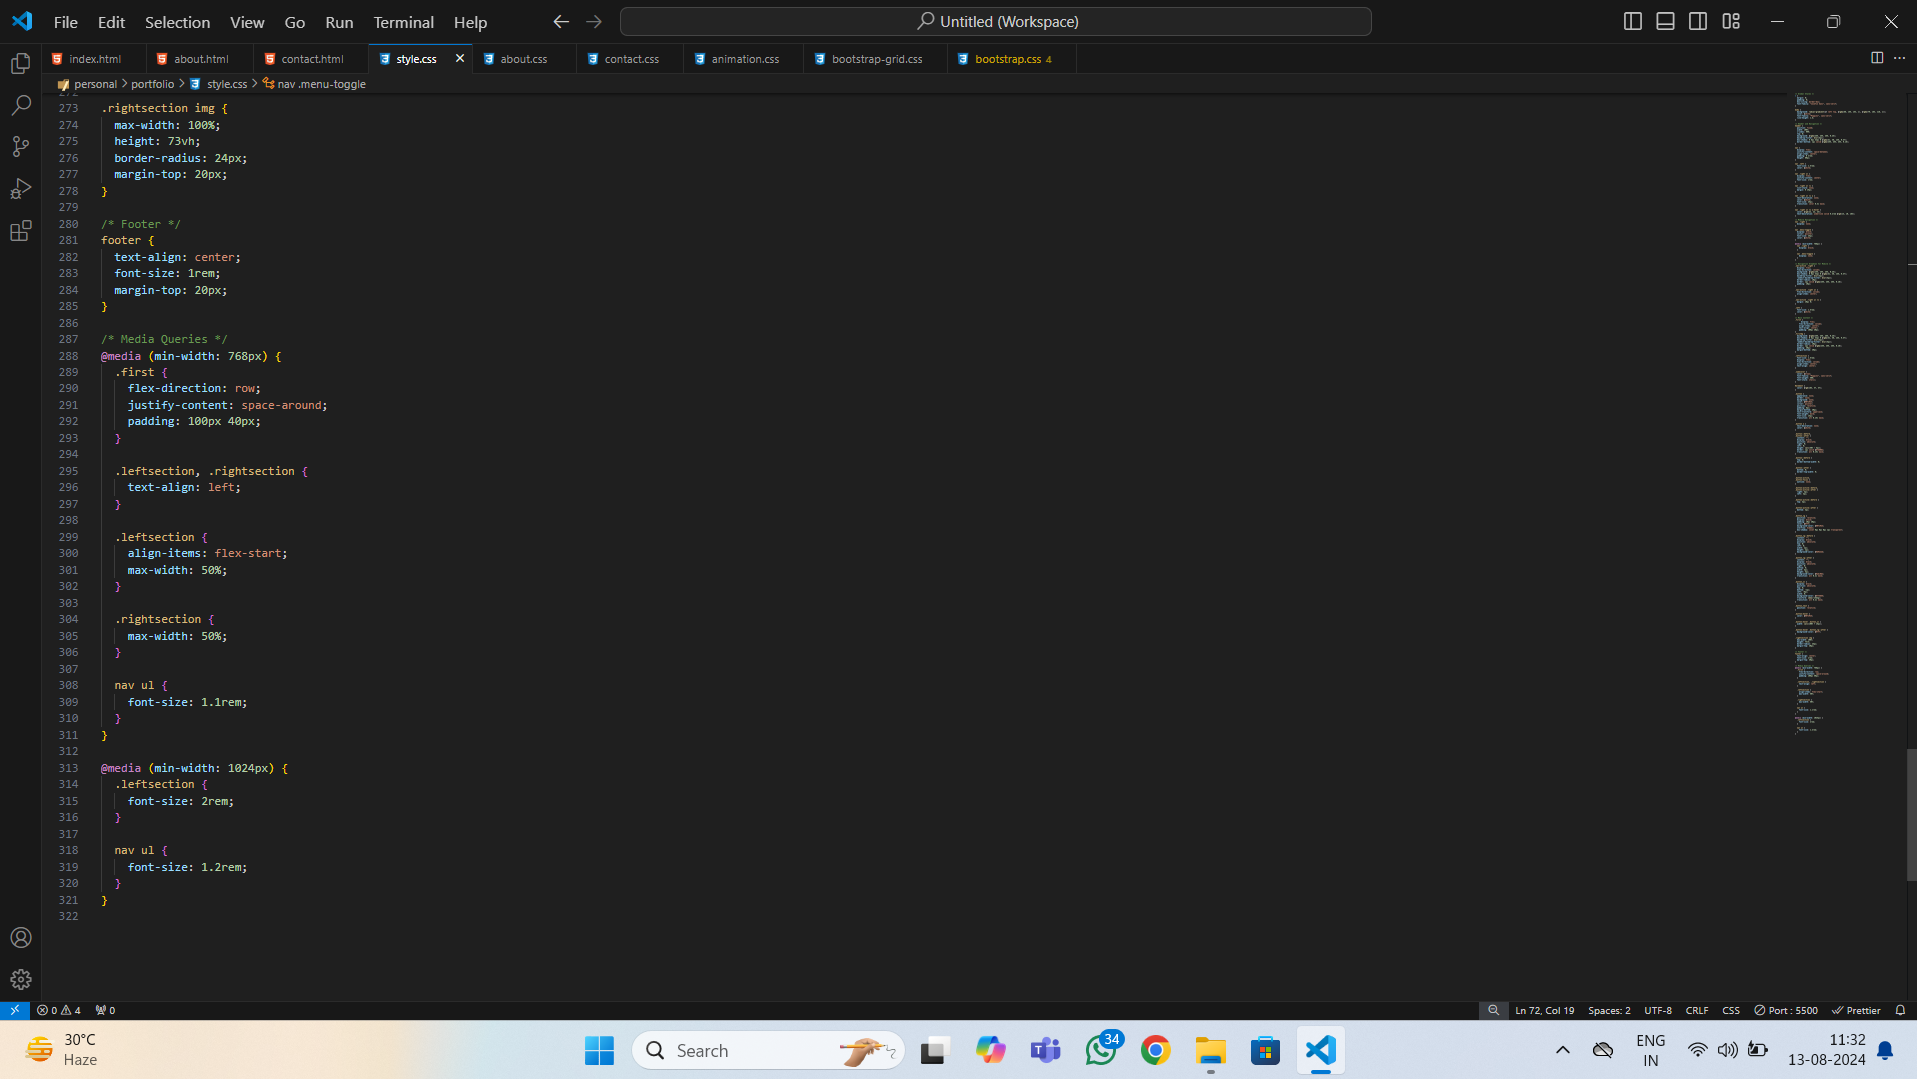 File Edit Selection View Go Run Terminal Help
Untitled (Workspace)
index.html about.html contact.html style.css about.css contact.css animation.css bootstrap-grid.css bootstrap.css 4
personal > portfolio > style.css > nav .menu-toggle
273 .rightsection img {
274 max-width: 100%;
275 height: 73vh;
276 border-radius: 24px;
277 margin-top: 20px;
278 }
279
280 /* Footer */
281 footer {
282 text-align: center;
283 font-size: 1rem;
284 margin-top: 20px;
285 }
286
287 /* Media Queries */
288 @media (min-width: 768px) {
289 .first {
290 flex-direction: row;
291 justify-content: space-around;
292 padding: 100px 40px;
293 }
294
295 .leftsection, .rightsection {
296 text-align: left;
297 }
298
299 .leftsection {
300 align-items: flex-start;
301 max-width: 50%;
302 }
303
304 .rightsection {
305 max-width: 50%;
306 }
307
308 nav ul {
309 font-size: 1.1rem;
310 }
311 }
312
313 @media (min-width: 1024px) {
314 .leftsection {
315 font-size: 2rem;
316 }
317
318 nav ul {
319 font-size: 1.2rem;
320 }
321 }
322
0 4 0 Ln 72, Col 19 Spaces: 2 UTF-8 CRLF CSS Port : 5500 Prettier
30°C
Haze
Search
34
ENG
IN
11:32
13-08-2024